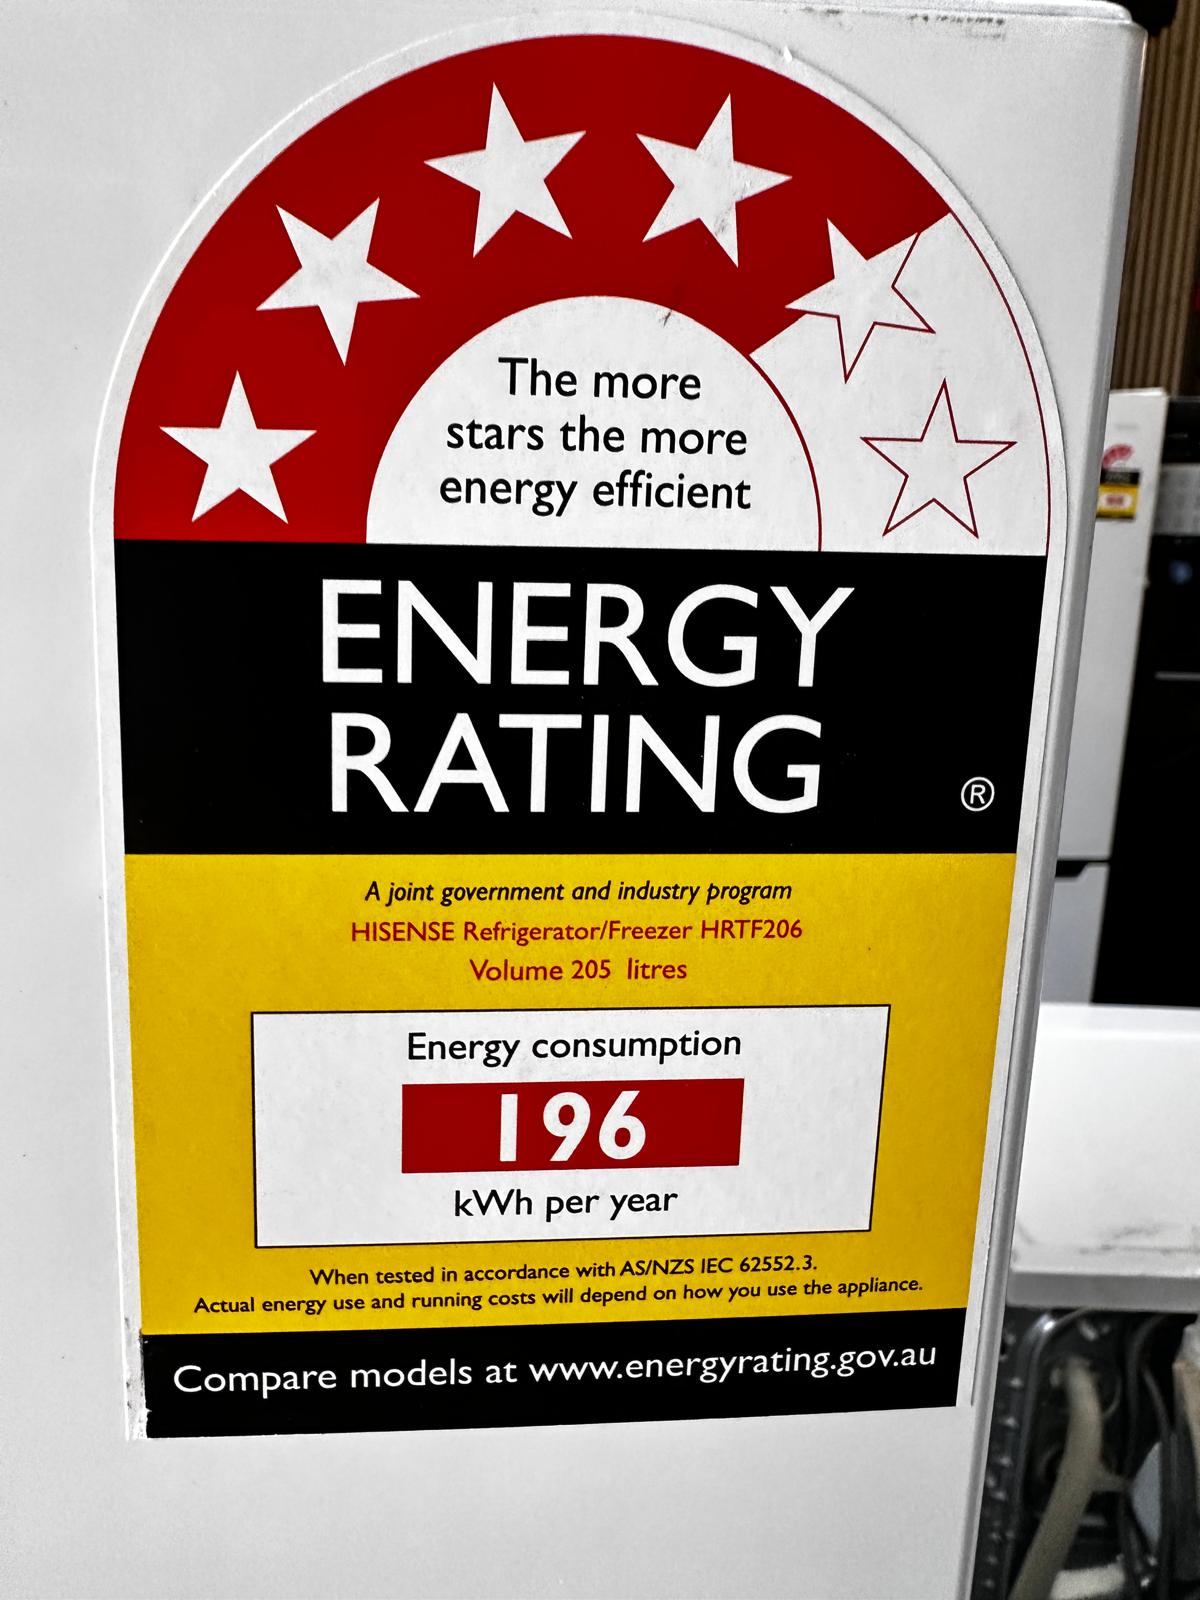 The more
stars the more
energy efficient
ENERGY
RATING
®
A joint government and industry program
HISENSE Refrigerator/Freezer HRTF206
Volume 205 litres
Energy consumption
196
kWh per year
When tested in accordance with AS/NZS IEC 62552.3.
Actual energy use and running costs will depend on how you use the appliance.
Compare models at www.energyrating.gov.au